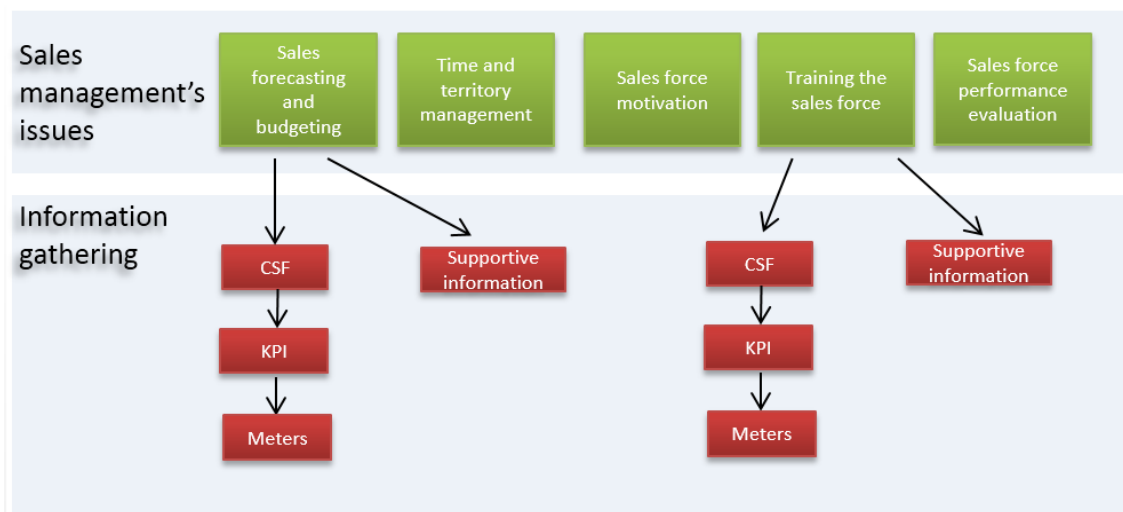 Sales
management's
issues
Sales
forecasting
and
budgeting
Time and
territory
management
Sales force
motivation
Training the
sales force
Sales force
performance
evaluation
Information
gathering
CSF
Supportive
information
KPI
Meters
CSF
Supportive
information
KPI
Meters